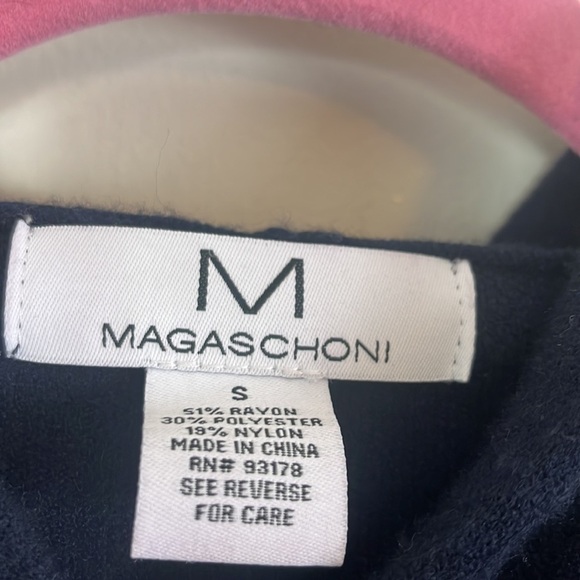 M
MAGASCHONI
S
51% RAYON
30% POLYESTER
19% NYLON
MADE IN CHINA
RN# 93178
SEE REVERSE
FOR CARE